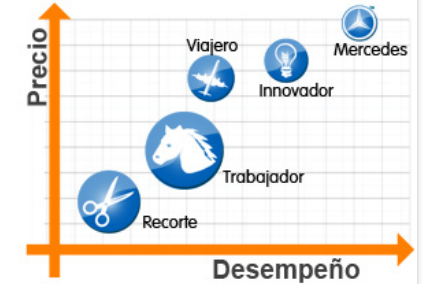 Precio
Viajero
Mercedes
Innovador
Trabajador
Recorte
Desempeño